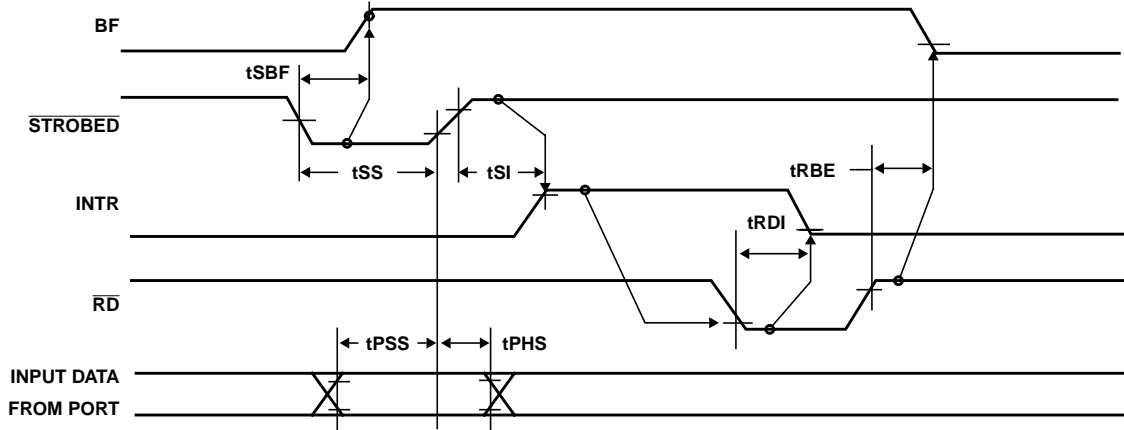 BF
tSBF
STROBED
tSS
tSI
tRBE
INTR
tRDI
RD
tPSS
tPHS
INPUT DATA
FROM PORT